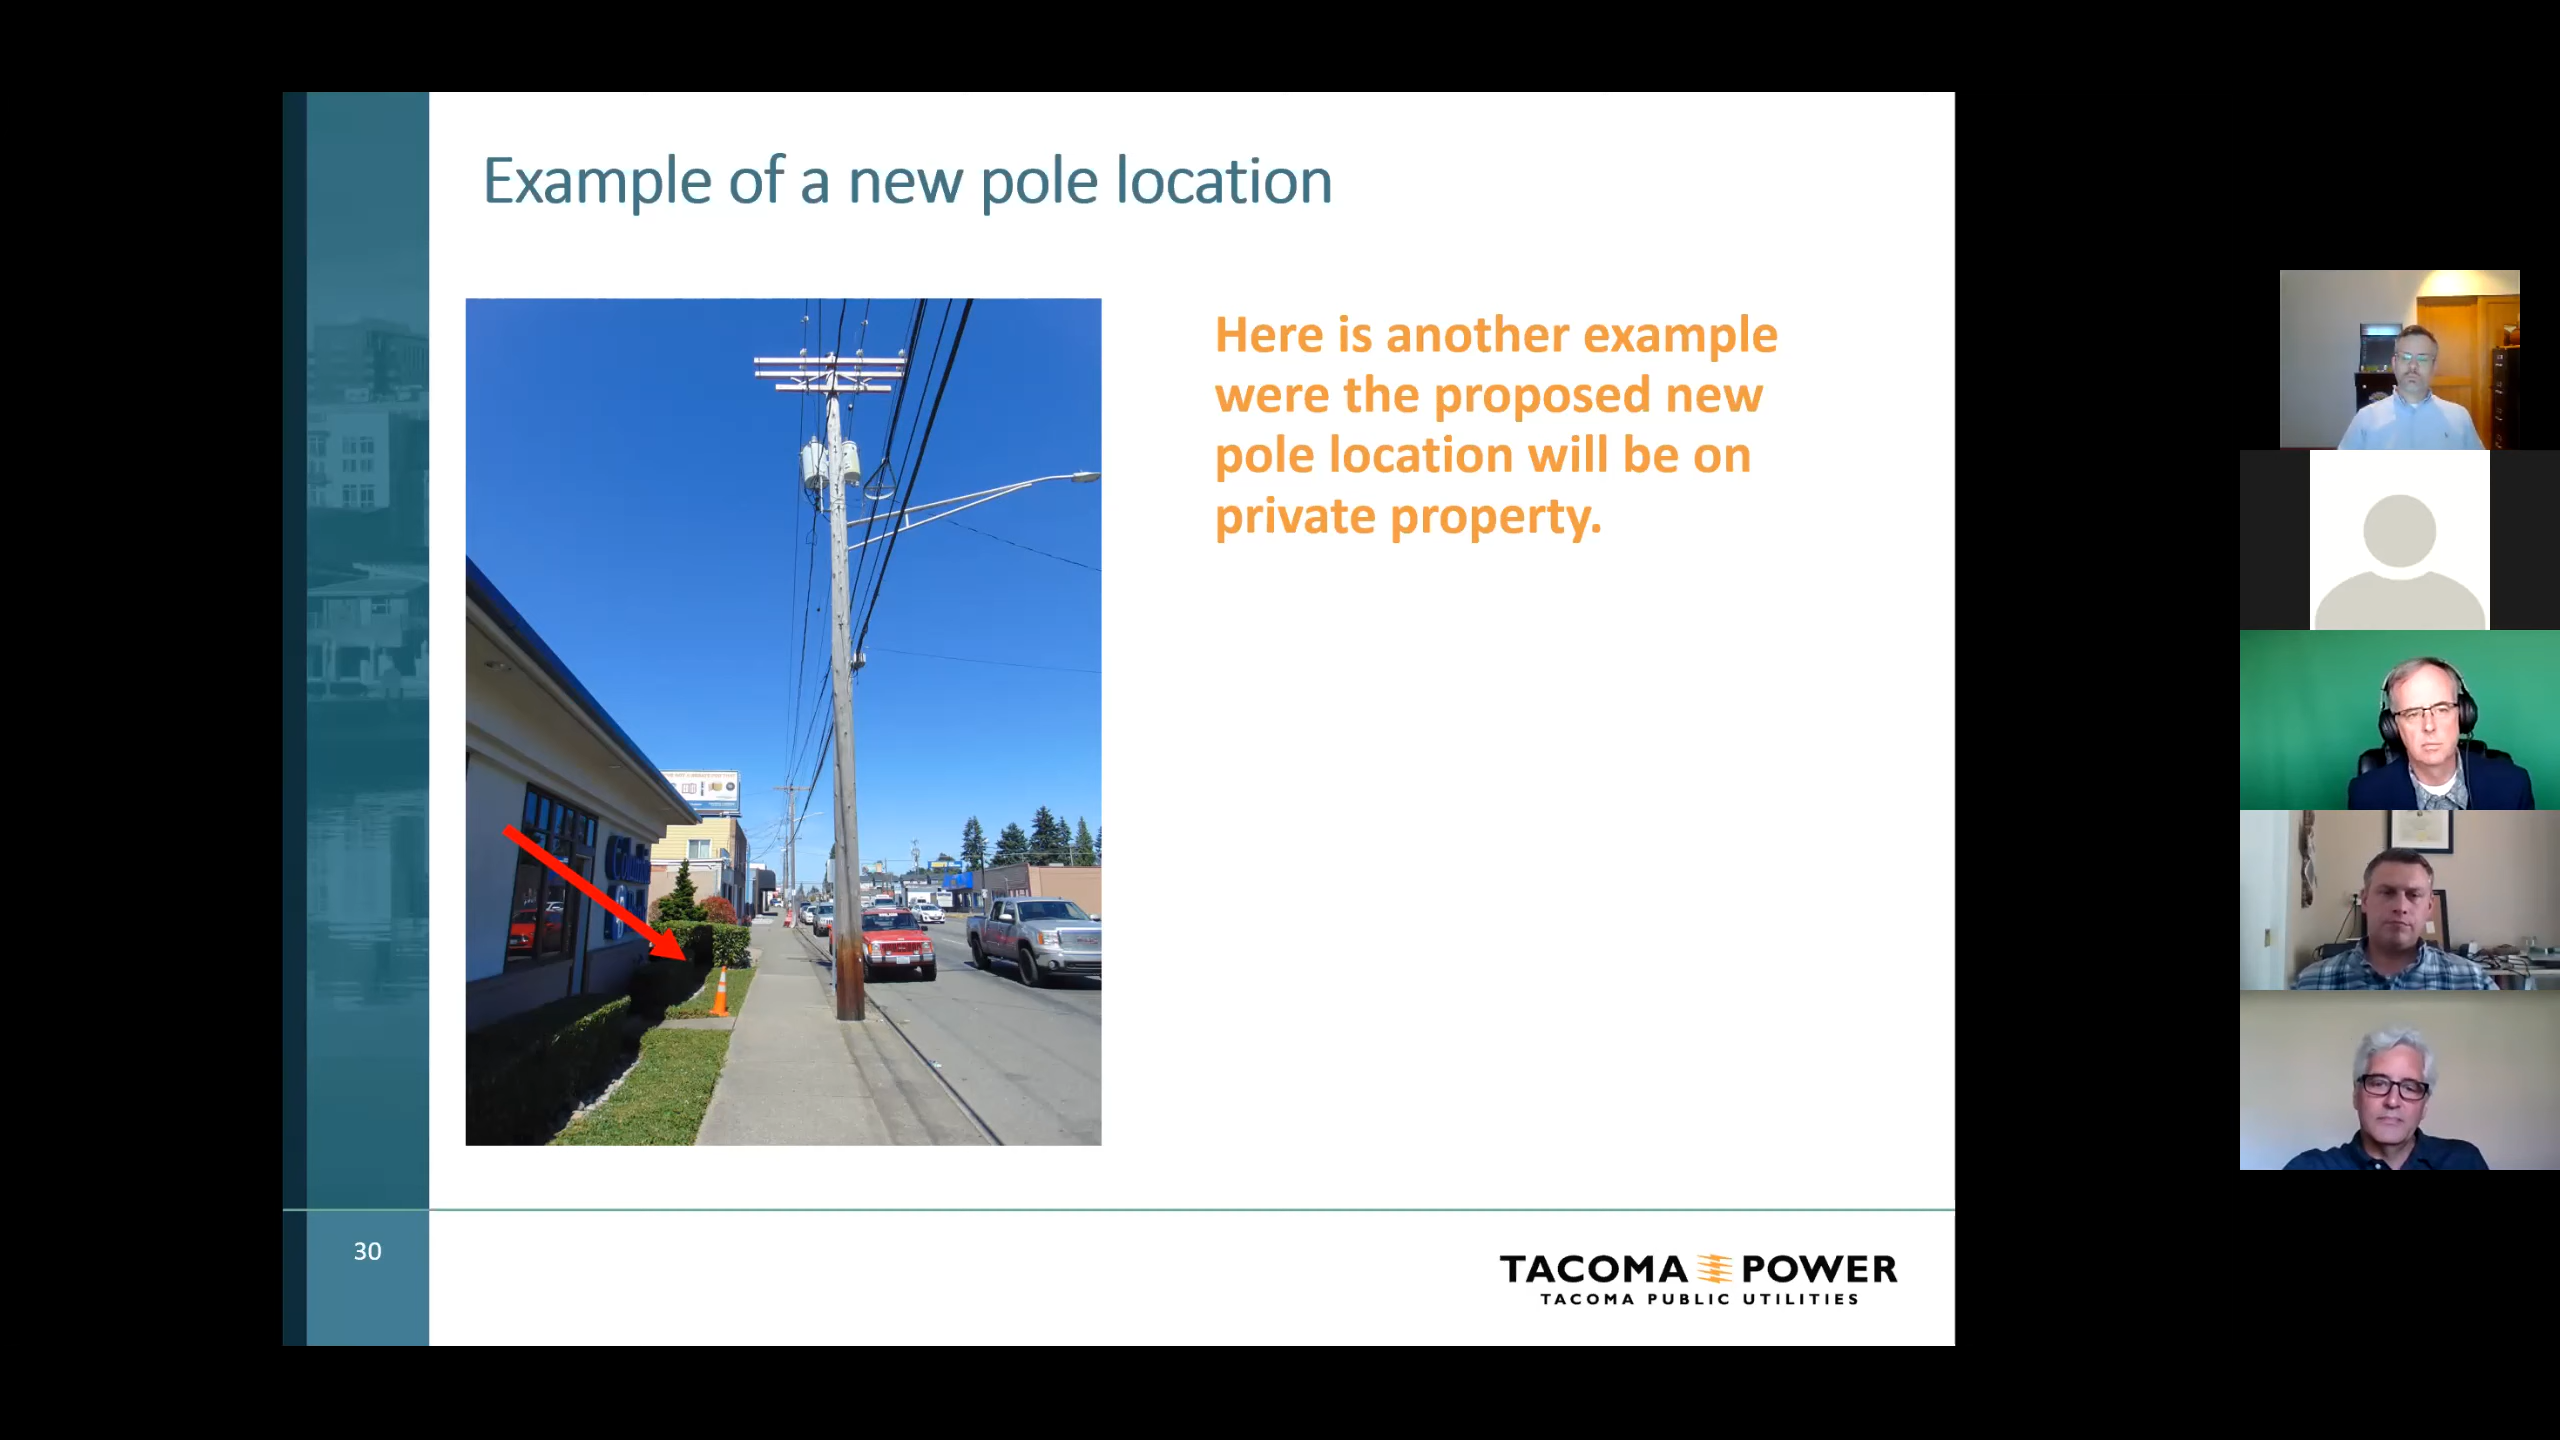 Example of a new pole location
Here is another example
were the proposed new
pole location will be on
private property.
30
TACOMA POWER
TACOMA PUBLIC UTILITIES